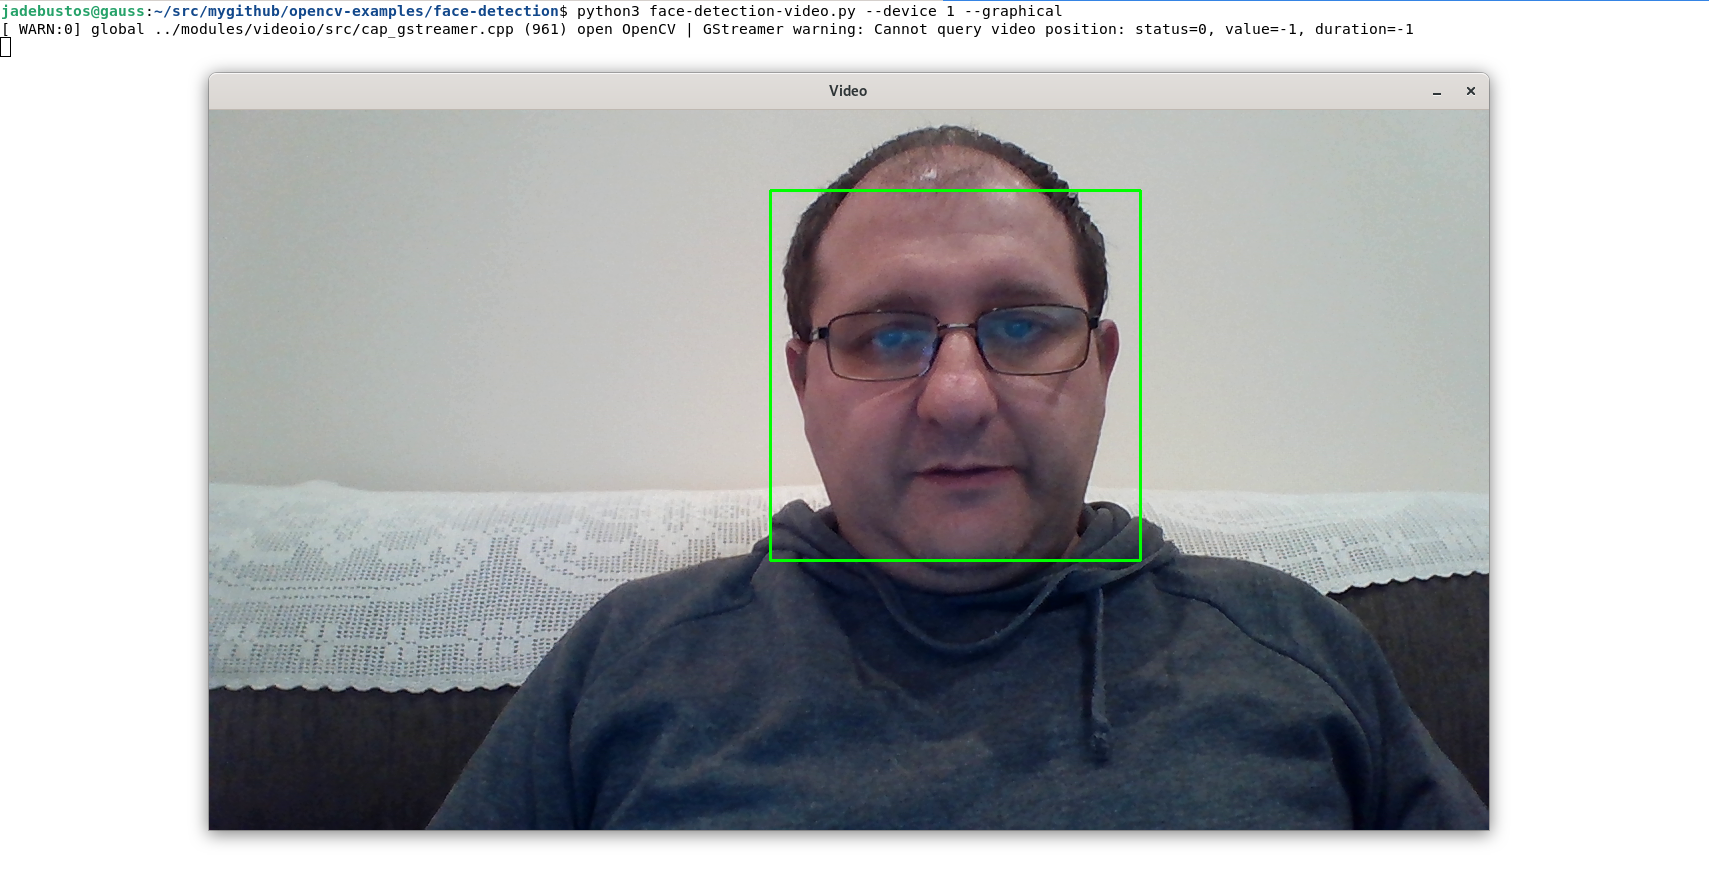 jadebustos@gauss:~/src/mygithub/opencv-examples/face-detection$ python3 face-detection-video.py --device 1 --graphical
[ WARN:0] global ../modules/videoio/src/cap_gstreamer.cpp (961) open OpenCV | GStreamer warning: Cannot query video position: status=0, value=-1, duration=-1
Video